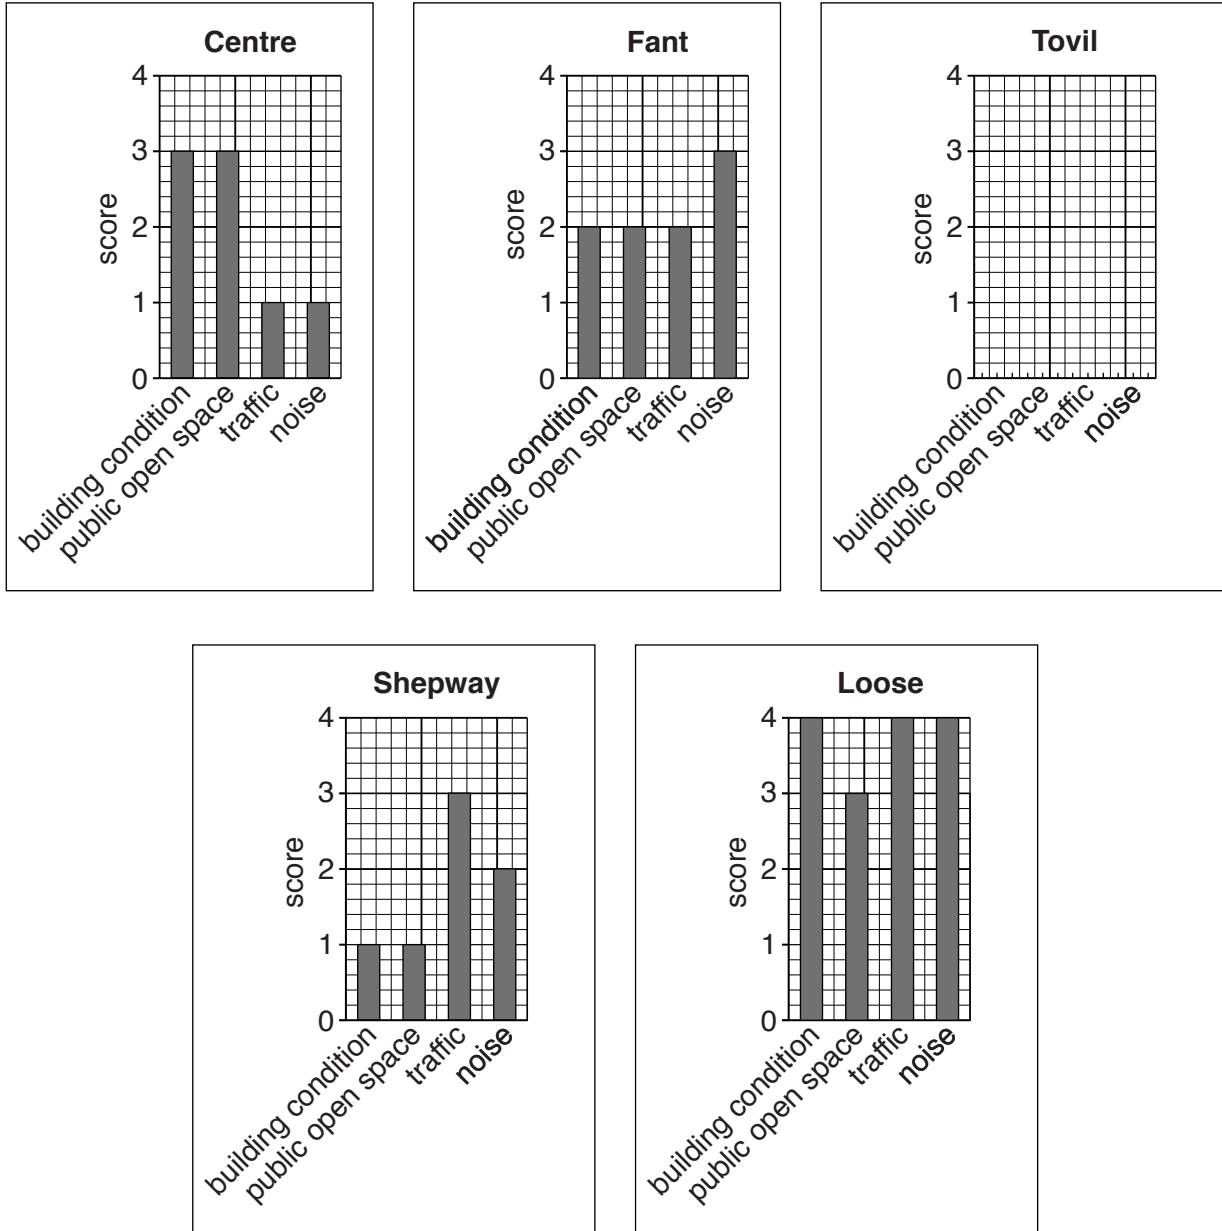 Centre
4
3
2
1
0
score
building condition
public open space
traffic
noise
Fant
4
3
2
1
0
score
building condition
public open space
traffic
noise
Tovil
4
3
2
1
0
score
building condition
public open space
traffic
noise
Shepway
4
3
2
1
0
score
building condition
public open space
traffic
noise
Loose
4
3
2
1
0
score
building condition
public open space
traffic
noise